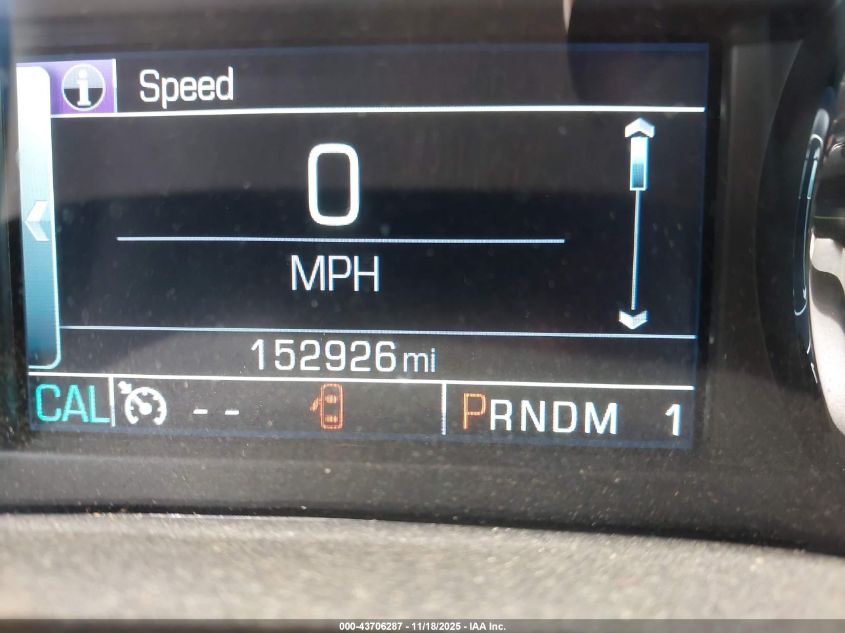 i Speed
0
MPH
152926 mi
CAL -- PRNDM 1
000-43706287 - 11/18/2025 - IAA Inc.